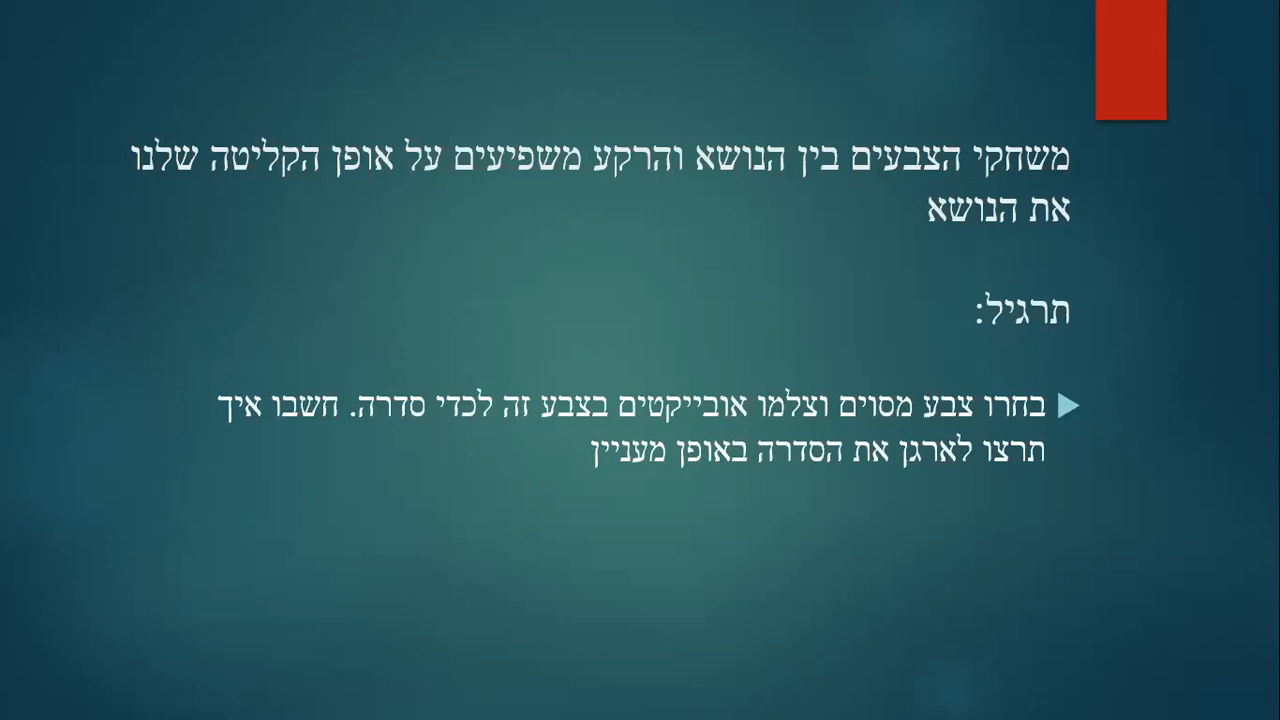 משחקי הצבעים בין הנושא והרקע משפיעים על אופן הקליטה שלנו
את הנושא
תרגיל:
בחרו צבע מסוים וצלמו אובייקטים בצבע זה לכדי סדרה. חשבו איך
תרצו לארגן את הסדרה באופן מעניין